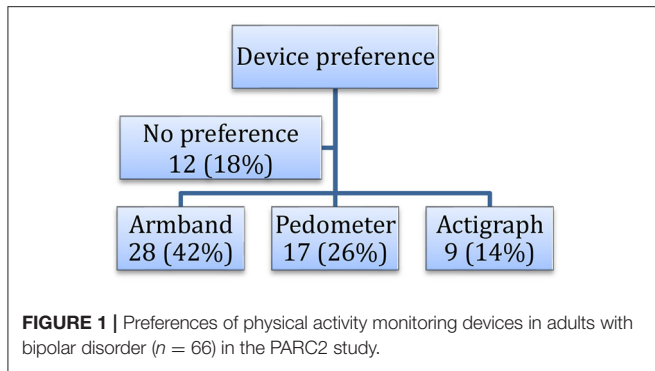 Device preference
No preference
12 (18%)
Armband
28 (42%)
Pedometer
17 (26%)
Actigraph
9 (14%)
FIGURE 1 | Preferences of physical activity monitoring devices in adults with
bipolar disorder (n = 66) in the PARC2 study.